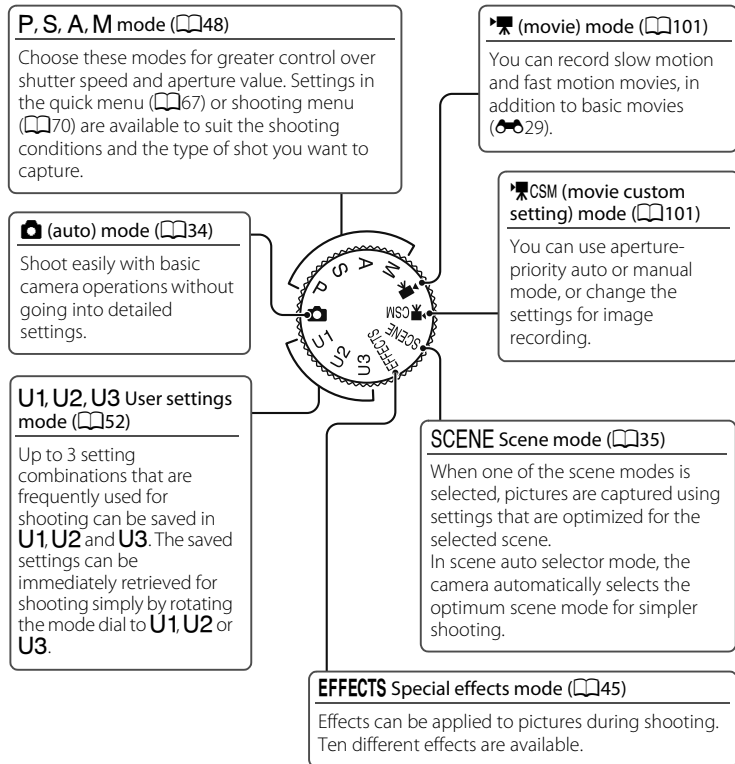 P, S, A, M mode (48)
Choose these modes for greater control over
shutter speed and aperture value. Settings in
the quick menu (67) or shooting menu
(70) are available to suit the shooting
conditions and the type of shot you want to
capture.
(movie) mode (101)
You can record slow motion
and fast motion movies, in
addition to basic movies
(29).
(auto) mode (34)
Shoot easily with basic
camera operations without
going into detailed
settings.
CSM (movie custom
setting) mode (101)
You can use aperture-
priority auto or manual
mode, or change the
settings for image
recording.
P
S
A
M
CSM
SCENE
EFFECTS
U3
U2
U1
U1, U2, U3 User settings
mode (52)
Up to 3 setting
combinations that are
frequently used for
shooting can be saved in
U1, U2 and U3. The saved
settings can be
immediately retrieved for
shooting simply by rotating
the mode dial to U1, U2 or
U3.
SCENE Scene mode (35)
When one of the scene modes is
selected, pictures are captured using
settings that are optimized for the
selected scene.
In scene auto selector mode, the
camera automatically selects the
optimum scene mode for simpler
shooting.
EFFECTS Special effects mode (45)
Effects can be applied to pictures during shooting.
Ten different effects are available.